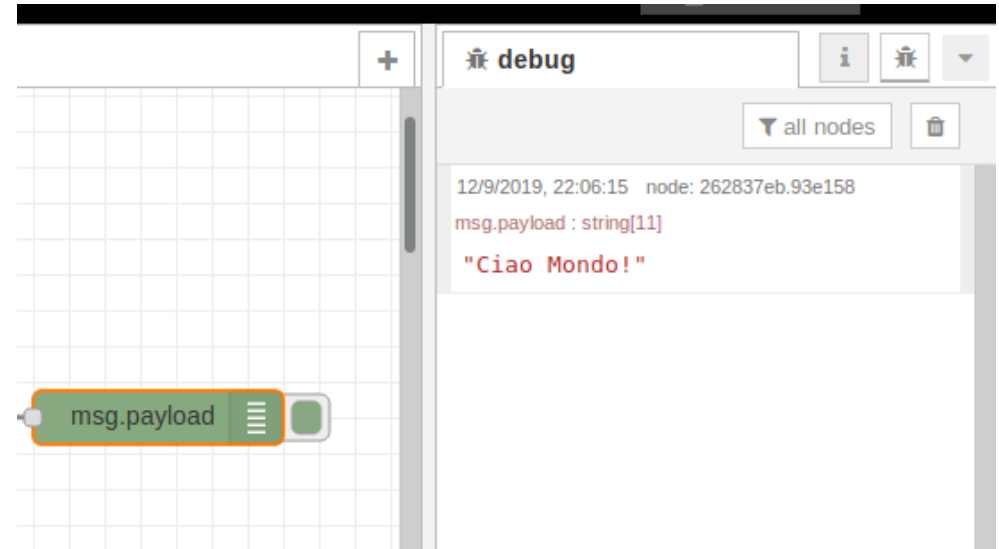 debug
i
all nodes
12/9/2019, 22:06:15 node: 262837eb.93e158
msg.payload : string[11]
"Ciao Mondo!"
msg.payload